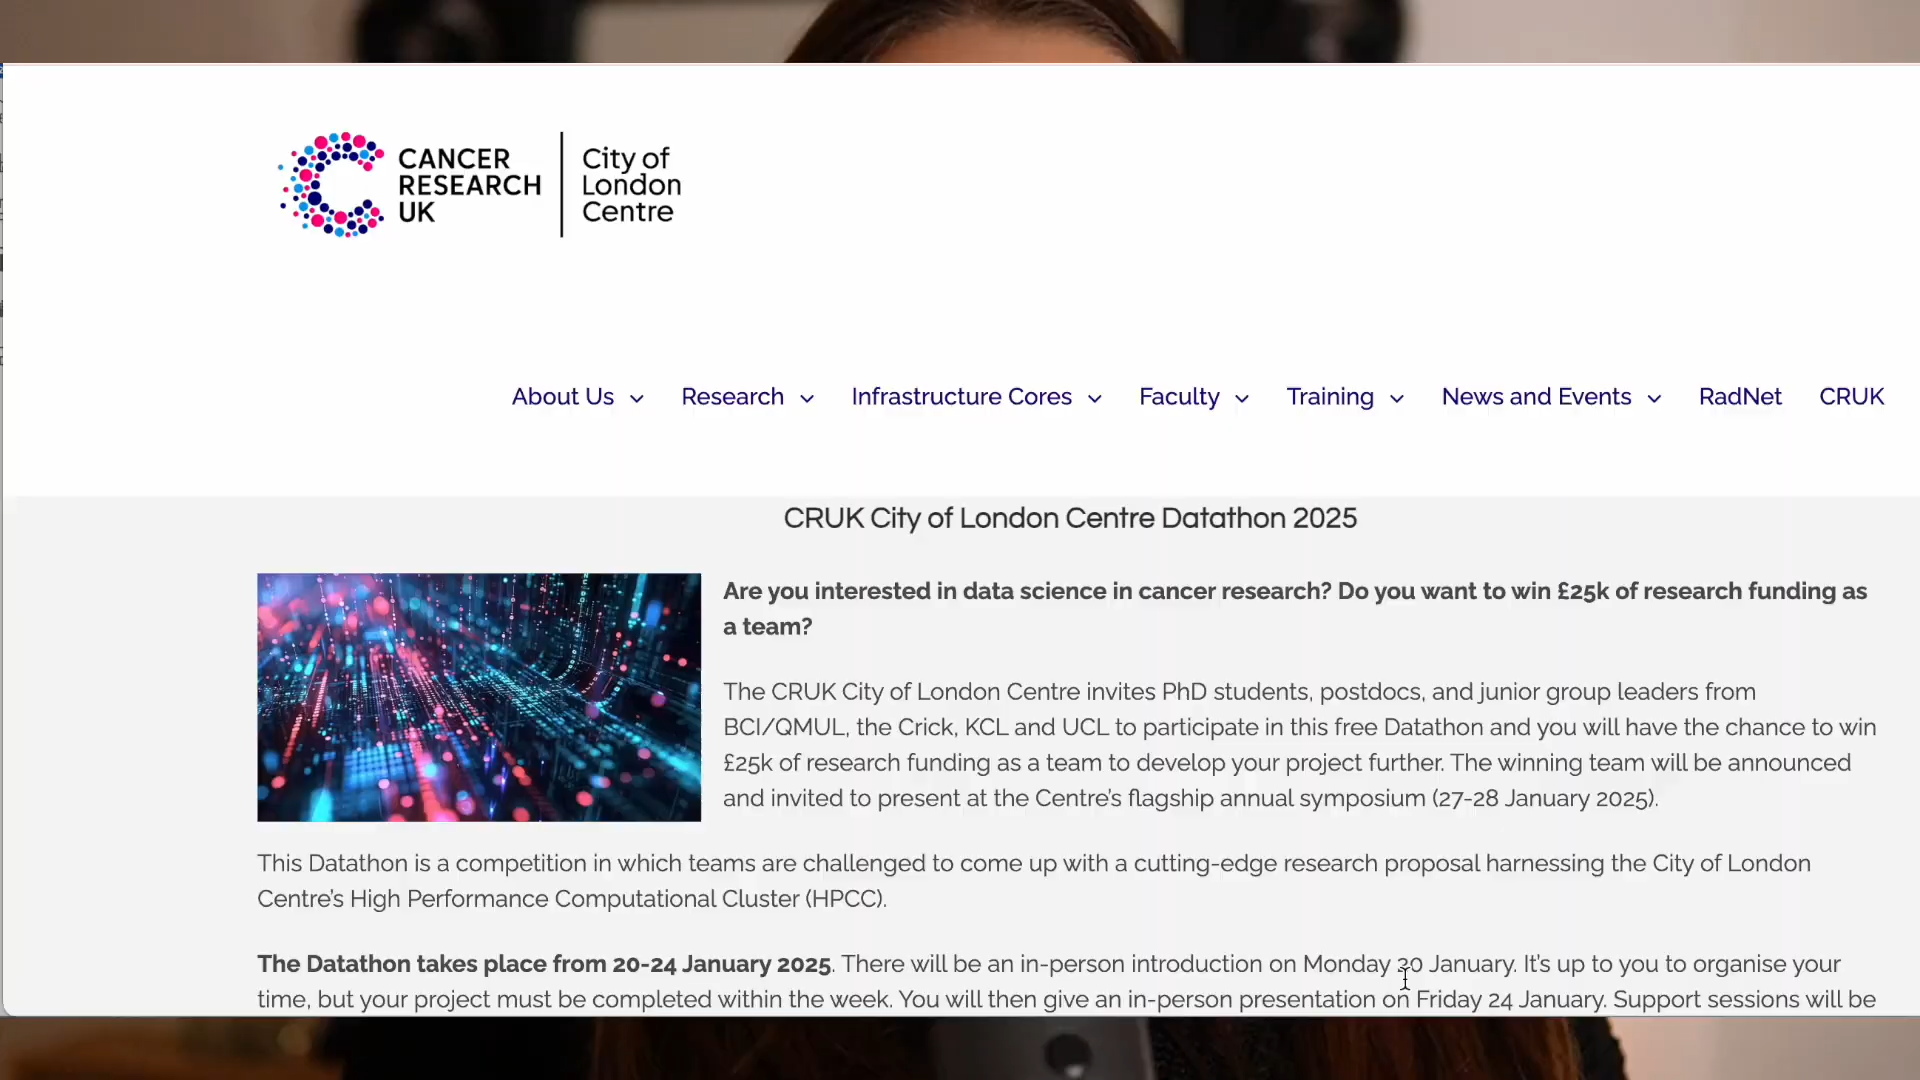 CANCER
RESEARCH
UK
City of
London
Centre
About Us
Research
Infrastructure Cores
Faculty
Training
News and Events
RadNet
CRUK
CRUK City of London Centre Datathon 2025
Are you interested in data science in cancer research? Do you want to win £25k of research funding as
a team?
The CRUK City of London Centre invites PhD students, postdocs, and junior group leaders from
BCI/QMUL, the Crick, KCL and UCL to participate in this free Datathon and you will have the chance to win
£25k of research funding as a team to develop your project further. The winning team will be announced
and invited to present at the Centre's flagship annual symposium (27-28 January 2025).
This Datathon is a competition in which teams are challenged to come up with a cutting-edge research proposal harnessing the City of London
Centre's High Performance Computational Cluster (HPCC).
The Datathon takes place from 20-24 January 2025. There will be an in-person introduction on Monday 20 January. It's up to you to organise your
time, but your project must be completed within the week. You will then give an in-person presentation on Friday 24 January. Support sessions will be